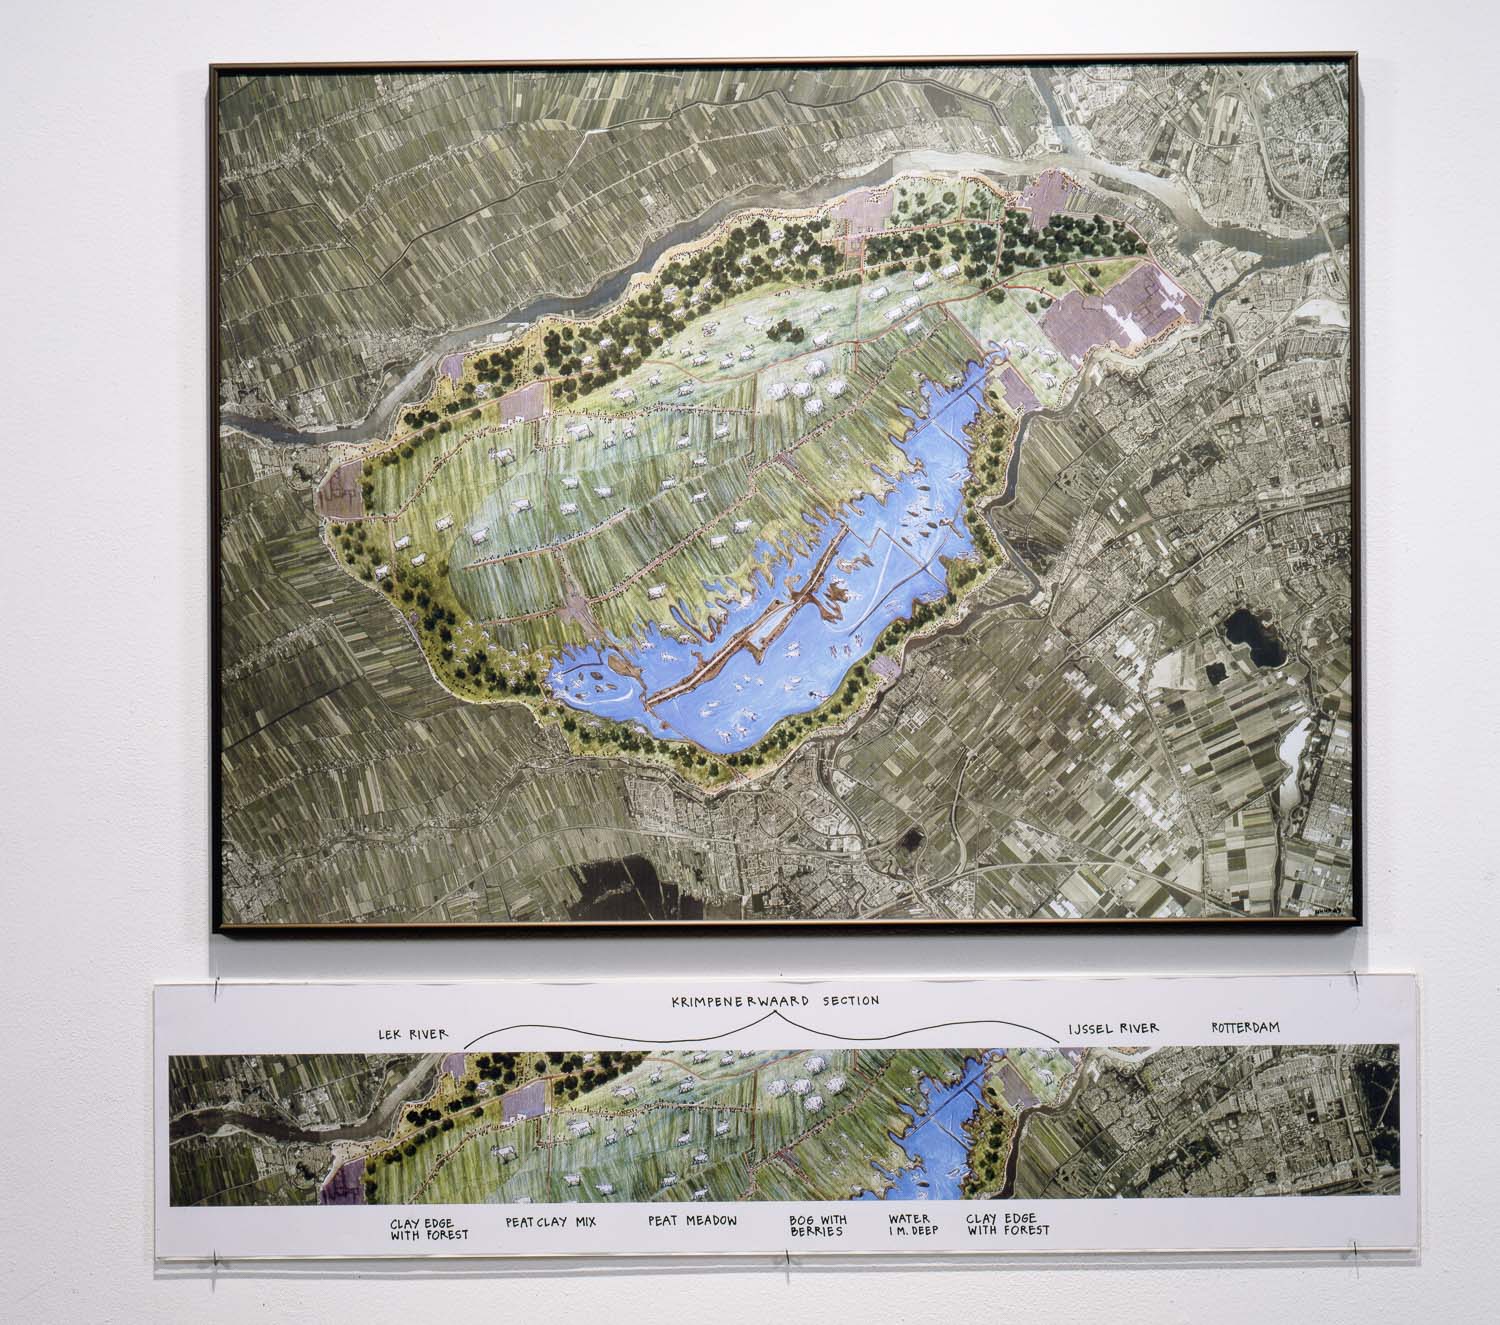 KRIMPENERWAARD SECTION
LEK RIVER
IJSSEL RIVER
ROTTERDAM
CLAY EDGE
WITH FOREST
PEAT CLAY MIX
PEAT MEADOW
BOG WITH
BERRIES
WATER
1 M. DEEP
CLAY EDGE
WITH FOREST